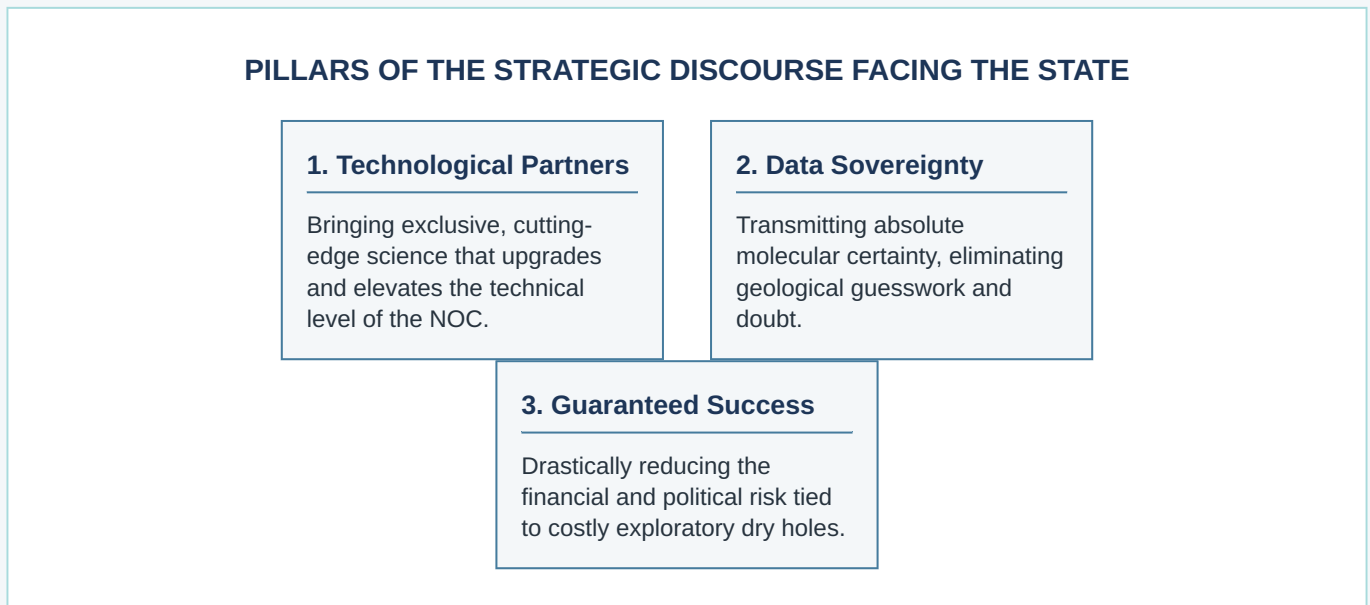 PILLARS OF THE STRATEGIC DISCOURSE FACING THE STATE
1. Technological Partners
Bringing exclusive, cutting-
edge science that upgrades
and elevates the technical
level of the NOC.
2. Data Sovereignty
Transmitting absolute
molecular certainty, eliminating
geological guesswork and
doubt.
3. Guaranteed Success
Drastically reducing the
financial and political risk tied
to costly exploratory dry holes.